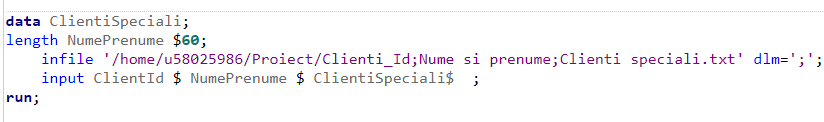 data ClientiSpeciali;
length NumePrenume $60;
infile '/home/u58025986/Proiect/Clienti_Id;Nume si prenume;Clienti speciali.txt' dlm=';';
input ClientId $ NumePrenume $ ClientiSpeciali$ ;
run;